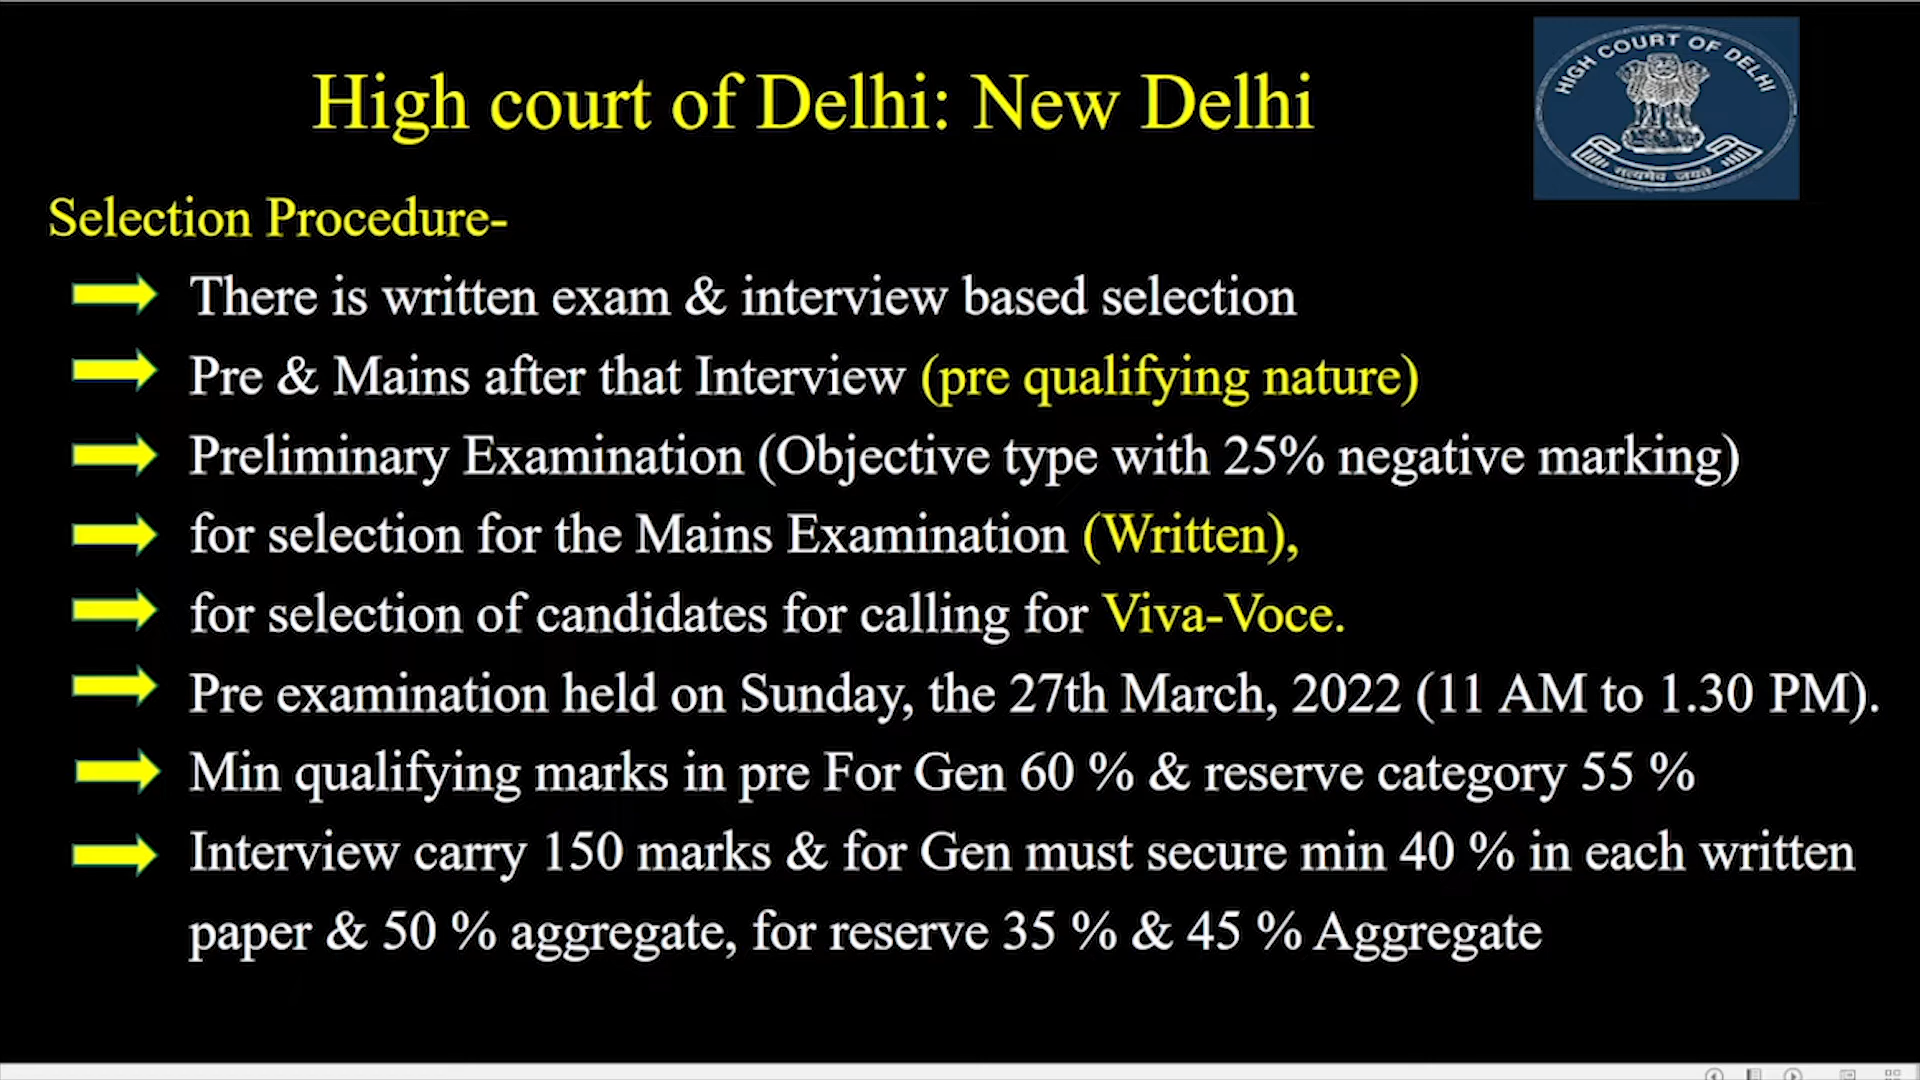 High court of Delhi: New Delhi
HIGH COURT OF DELHI
सत्यमेव जयते
Selection Procedure-
There is written exam & interview based selection
Pre & Mains after that Interview (pre qualifying nature)
Preliminary Examination (Objective type with 25% negative marking)
for selection for the Mains Examination (Written),
for selection of candidates for calling for Viva-Voce.
Pre examination held on Sunday, the 27th March, 2022 (11 AM to 1.30 PM).
Min qualifying marks in pre For Gen 60 % & reserve category 55 %
Interview carry 150 marks & for Gen must secure min 40 % in each written
paper & 50 % aggregate, for reserve 35 % & 45 % Aggregate